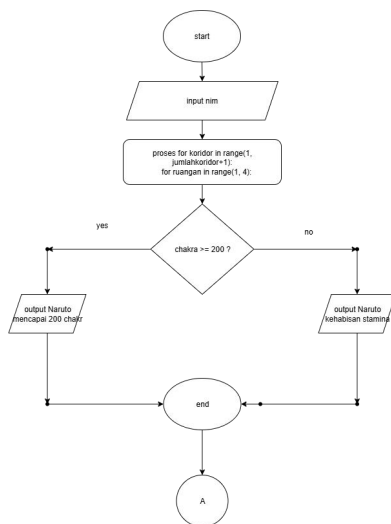 start
input nim
proses for koridor in range(1,
jumlahkoridor+1):
for ruangan in range(1, 4):
chakra >= 200 ?
yes
no
output Naruto
mencapai 200 chakr
output Naruto
kehabisan stamina
end
A